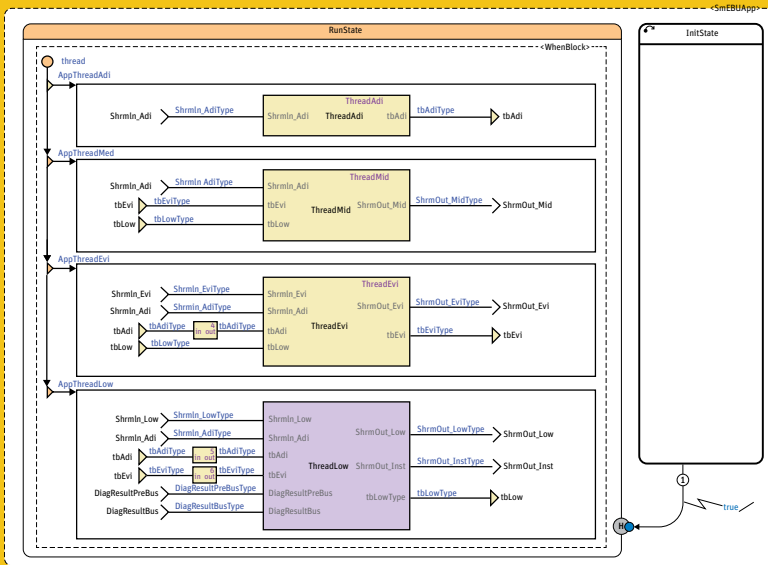 <SmEBUApp>
RunState
InitState
<WhenBlock>
thread
AppThreadAdi
ShrmIn_Adi ShrmIn_AdiType ShrmIn_Adi ThreadAdi ThreadAdi tbAdi tbAdiType tbAdi
AppThreadMed
ThreadMid
ShrmIn_Adi ShrmIn AdiType ShrmIn_Adi
tbEvi tbEviType tbEvi ThreadMid ShrmOut_Mid ShrmOut_MidType ShrmOut_Mid
tbLow tbLowType tbLow
AppThreadEvi
ThreadEvi
ShrmIn_Evi ShrmIn_EviType ShrmIn_Evi
ShrmIn_Adi ShrmIn_AdiType ShrmIn_Adi ShrmOut_Evi ShrmOut_EviType ShrmOut_Evi
tbAdi tbAdiType 4 in out tbAdiType tbAdi ThreadEvi tbEvi tbEviType tbEvi
tbLow tbLowType tbLow
AppThreadLow
ShrmIn_Low ShrmIn_LowType ShrmIn_Low
ShrmIn_Adi ShrmIn_AdiType ShrmIn_Adi ShrmOut_Low ShrmOut_LowType ShrmOut_Low
tbAdi tbAdiType 5 in out tbAdiType tbAdi
tbEvi tbEviType 6 in out tbEviType tbEvi ThreadLow ShrmOut_Inst ShrmOut_InstType ShrmOut_Inst
DiagResultPreBus DiagResultPreBusType DiagResultPreBus tbLowType tbLowType tbLow
DiagResultBus DiagResultBusType DiagResultBus
1
true
H